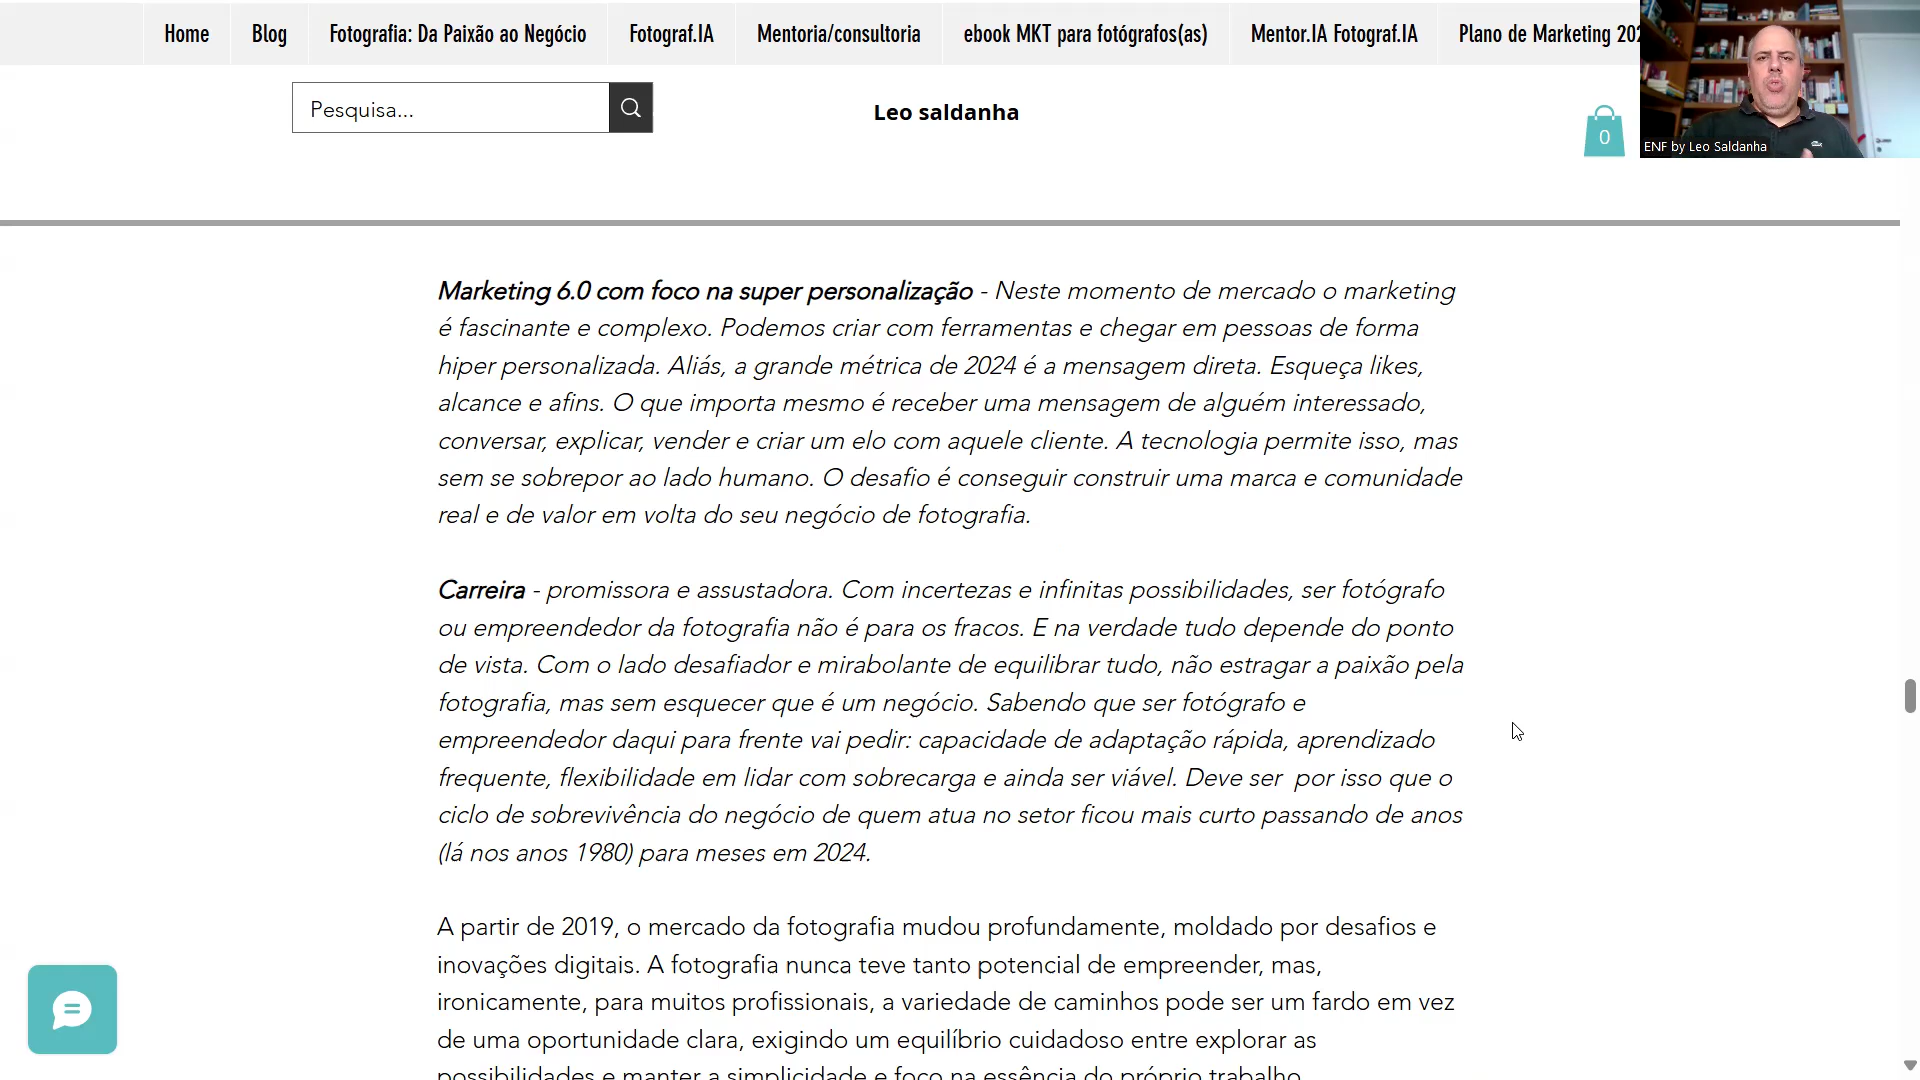 Home
Blog
Fotografia: Da Paixão ao Negócio
Fotograf.IA
Mentoria/consultoria
ebook MKT para fotógrafos(as)
Mentor.IA Fotograf.IA
Plano de Marketing
Pesquisa...
Leo saldanha
0
ENF by Leo Saldanha
Marketing 6.0 com foco na super personalização - Neste momento de mercado o marketing
é fascinante e complexo. Podemos criar com ferramentas e chegar em pessoas de forma
hiper personalizada. Aliás, a grande métrica de 2024 é a mensagem direta. Esqueça likes,
alcance e afins. O que importa mesmo é receber uma mensagem de alguém interessado,
conversar, explicar, vender e criar um elo com aquele cliente. A tecnologia permite isso, mas
sem se sobrepor ao lado humano. O desafio é conseguir construir uma marca e comunidade
real e de valor em volta do seu negócio de fotografia.
Carreira - promissora e assustadora. Com incertezas e infinitas possibilidades, ser fotógrafo
ou empreendedor da fotografia não é para os fracos. E na verdade tudo depende do ponto
de vista. Com o lado desafiador e mirabolante de equilibrar tudo, não estragar a paixão pela
fotografia, mas sem esquecer que é um negócio. Sabendo que ser fotógrafo e
empreendedor daqui para frente vai pedir: capacidade de adaptação rápida, aprendizado
frequente, flexibilidade em lidar com sobrecarga e ainda ser viável. Deve ser  por isso que o
ciclo de sobrevivência do negócio de quem atua no setor ficou mais curto passando de anos
(lá nos anos 1980) para meses em 2024.
A partir de 2019, o mercado da fotografia mudou profundamente, moldado por desafios e
inovações digitais. A fotografia nunca teve tanto potencial de empreender, mas,
ironicamente, para muitos profissionais, a variedade de caminhos pode ser um fardo em vez
de uma oportunidade clara, exigindo um equilíbrio cuidadoso entre explorar as
possibilidades e manter a simplicidade e foco na essência do próprio trabalho.